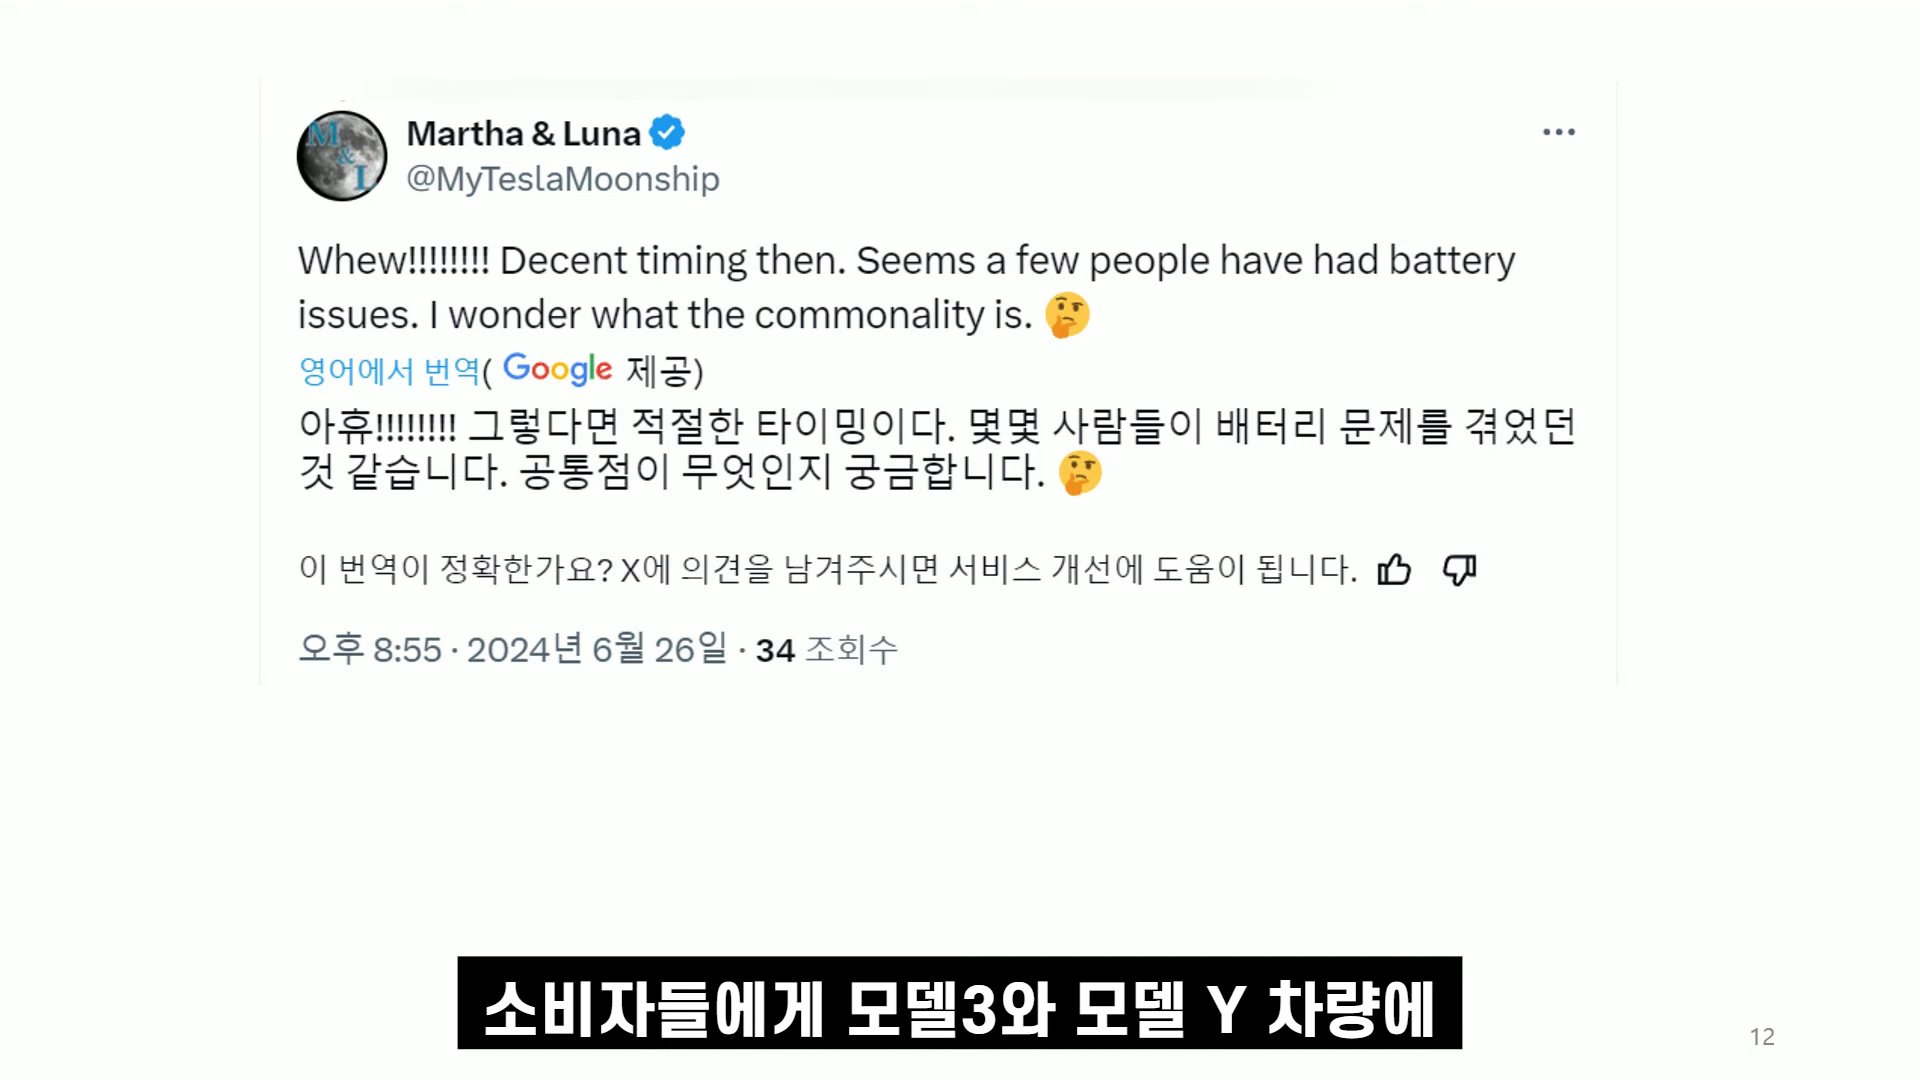 M & L
Martha & Luna
@MyTeslaMoonship
Whew!!!!!!!! Decent timing then. Seems a few people have had battery
issues. I wonder what the commonality is. 🤔
영어에서 번역( Google 제공)
아휴!!!!!!!! 그렇다면 적절한 타이밍이다. 몇몇 사람들이 배터리 문제를 겪었던
것 같습니다. 공통점이 무엇인지 궁금합니다. 🤔
이 번역이 정확한가요? X에 의견을 남겨주시면 서비스 개선에 도움이 됩니다.
오후 8:55 · 2024년 6월 26일 · 34 조회수
소비자들에게 모델3와 모델 Y 차량에
12